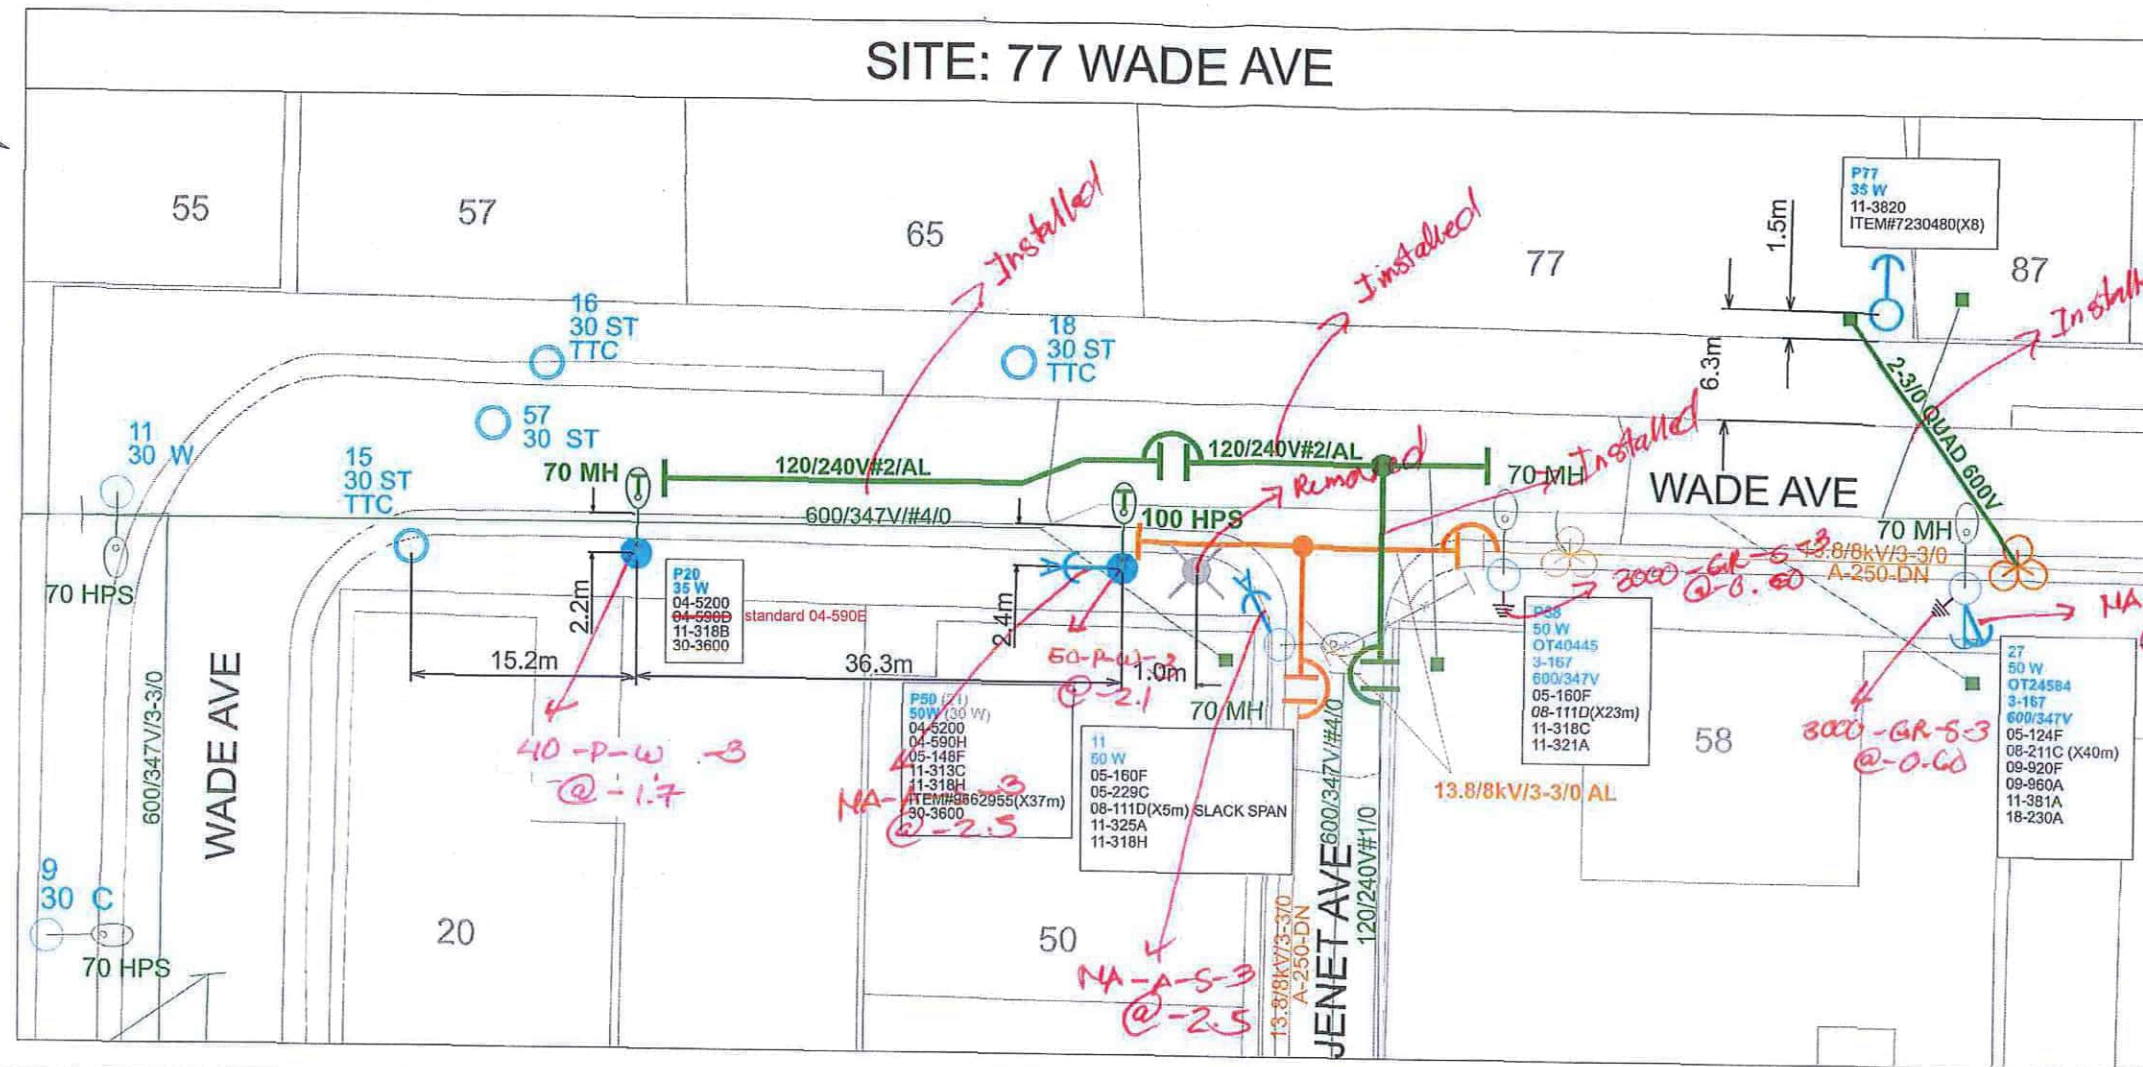 SITE: 77 WADE AVE
55
57
65
77
87
P77
35 W
11-3820
ITEM#7230480(X8)
1.5m
6.3m
Installed
Imstalled
Installed
16
30 ST
TTC
18
30 ST
TTC
57
30 ST
11
30 W
15
30 ST
TTC
70 MH
120/240V#2/AL
120/240V#2/AL
2-3/0 QUAD 600V
70 MH
WADE AVE
Removed
600/347V/#4/0
100 HPS
70 MH
13.8/8kV/3-3/0
A-250-DN
70 HPS
3000-GR-S-3
@-0.60
NA
P20
35 W
04-5200
04-590D
standard 04-590E
11-318B
30-3600
2.2m
2.4m
15.2m
36.3m
1.0m
50-P-W-3
@-2.1
70 MH
P58
50 W
OT40445
3-167
600/347V
05-160F
08-111D(X23m)
11-318C
11-321A
27
50 W
OT24584
3-167
600/347V
05-124F
08-211C (X40m)
09-920F
09-960A
11-381A
18-230A
3000-GR-S-3
@-0.60
40-P-W-3
@-1.7
P50 (21)
50W (30 W)
04-5200
04-590H
05-148F
11-313C
11-318H
ITEM#9662955(X37m)
30-3600
@-2.5
11
50 W
05-160F
05-229C
08-111D(X5m) SLACK SPAN
11-325A
11-318H
58
13.8/8kV/3-3/0 AL
600/347V/3-3/0
WADE AVE
600/347V/#4/0
120/240V#1/0
JENET AVE
13.8/8kV/3-3/0
A-250-DN
9
30 C
70 HPS
20
50
NA-A-S-3
@-2.5
Installed